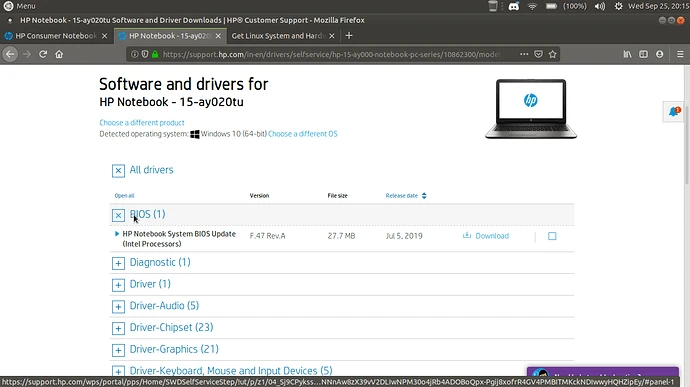 Menu
(100%)
Wed Sep 25, 20:15
HP Notebook - 15-ay020tu Software and Driver Downloads | HP® Customer Support - Mozilla Firefox
HP Consumer Notebook
HP Notebook - 15-ay020
Get Linux System and Hardw
https://support.hp.com/in-en/drivers/selfservice/hp-15-ay000-notebook-pc-series/10862300/model
Software and drivers for
HP Notebook - 15-ay020tu
Choose a different product
Detected operating system: Windows 10 (64-bit) Choose a different OS
All drivers
Open all
Version
File size
Release date
BIOS (1)
HP Notebook System BIOS Update (Intel Processors)
F.47 Rev.A
27.7 MB
Jul 5, 2019
Download
Diagnostic (1)
Driver (1)
Driver-Audio (5)
Driver-Chipset (23)
Driver-Graphics (21)
Driver-Keyboard, Mouse and Input Devices (5)